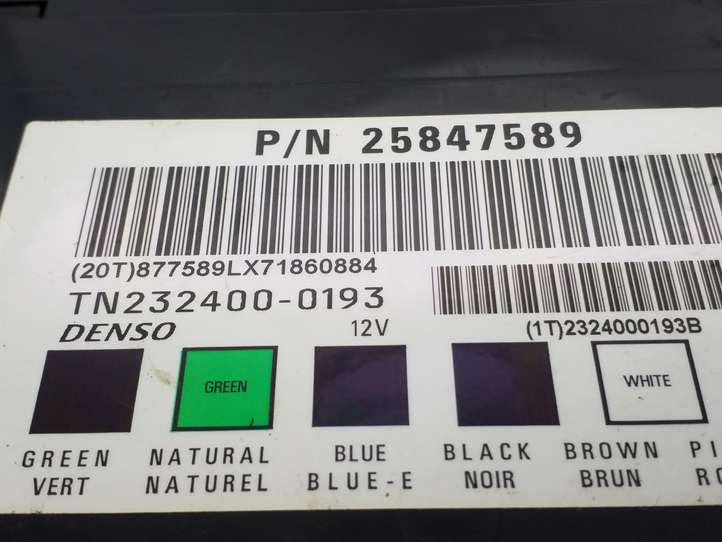 P/N 25847589
(20T)877589LX71860884
TN232400-0193
DENSO 12V
(1T)2324000193B
GREEN
WHITE
GREEN NATURAL BLUE BLACK BROWN
VERT NATUREL BLUE-E NOIR BRUN